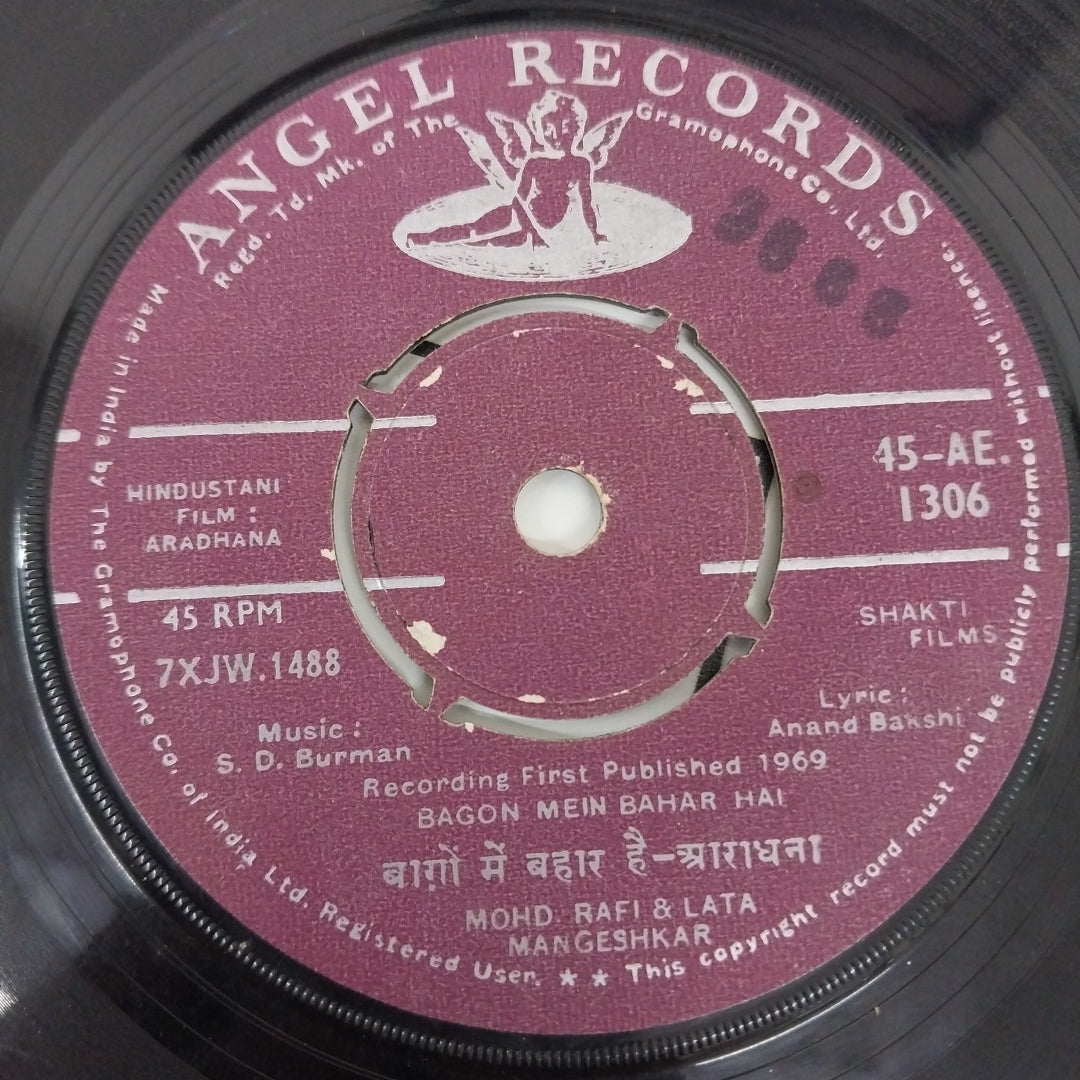 ANGEL RECORDS
Regd. Td. Mk. of The Gramophone Co., Ltd.
HINDUSTANI
FILM :
ARADHANA
45-AE.
1306
45 RPM
7XJW.1488
SHAKTI
FILMS
Music :
S. D. Burman
Lyric :
Anand Bakshi
Recording First Published 1969
BAGON MEIN BAHAR HAI
बाग़ों में बहार है-आराधना
MOHD. RAFI & LATA
MANGESHKAR
Made in India by The Gramophone Co. of India Ltd. Registered User. ★ ★ This copyright record must not be publicly performed without licence.